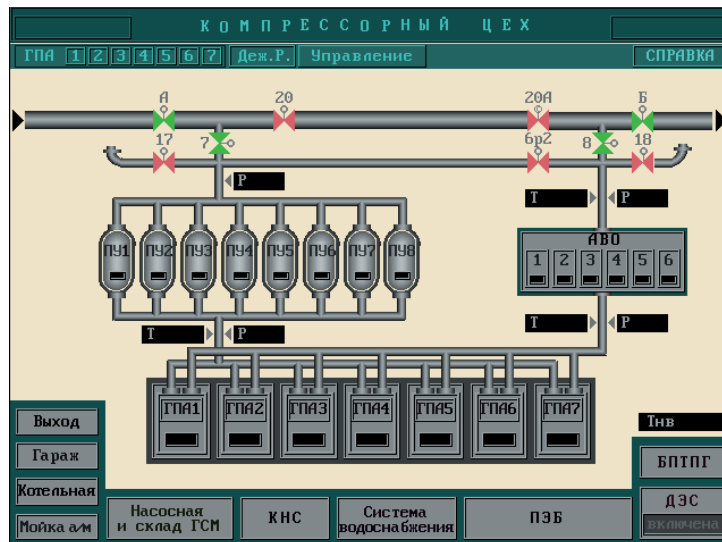 КОМПРЕССОРНЫЙ ЦЕХ
ГПА 1 2 3 4 5 6 7 Деж.Р. Управление СПРАВКА
А 20 20А Б
17 7 6р2 8 18
Р
Т Р
АВО
ПУ1 ПУ2 ПУ3 ПУ4 ПУ5 ПУ6 ПУ7 ПУ8
1 2 3 4 5 6
Т Р Т Р
ГПА1 ГПА2 ГПА3 ГПА4 ГПА5 ГПА6 ГПА7
Выход
Тнв
Гараж
БПТПГ
Котельная
Мойка а/м
Насосная
и склад ГСМ
КНС
Система
водоснабжения
ПЭБ
ДЭС
включена